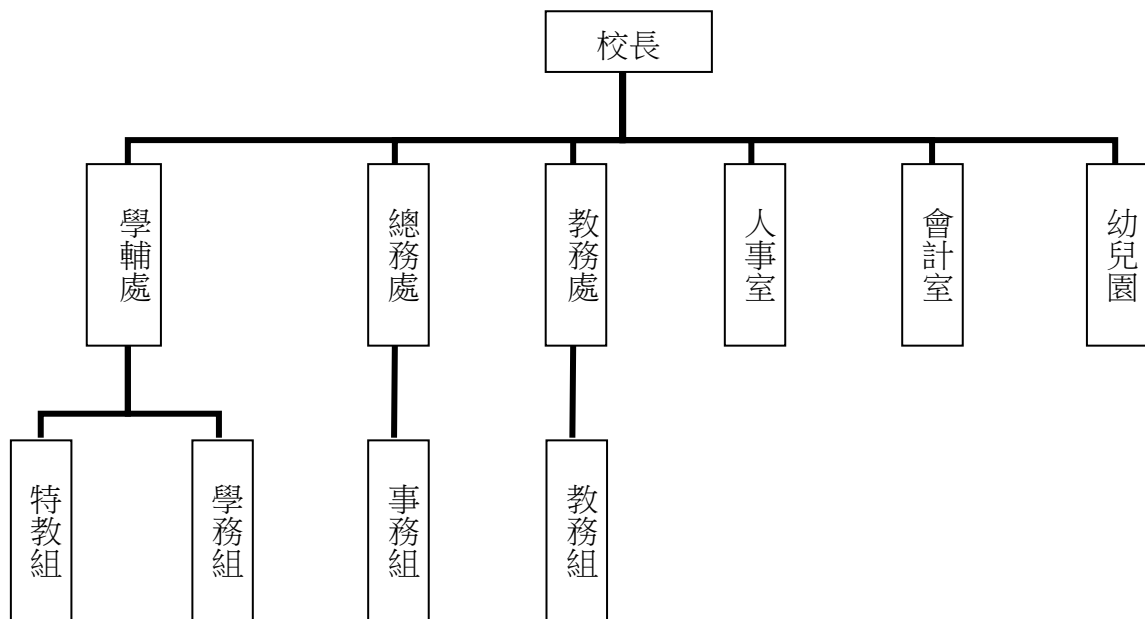 校長
學輔處
總務處
教務處
人事室
會計室
幼兒園
特教組
學務組
事務組
教務組